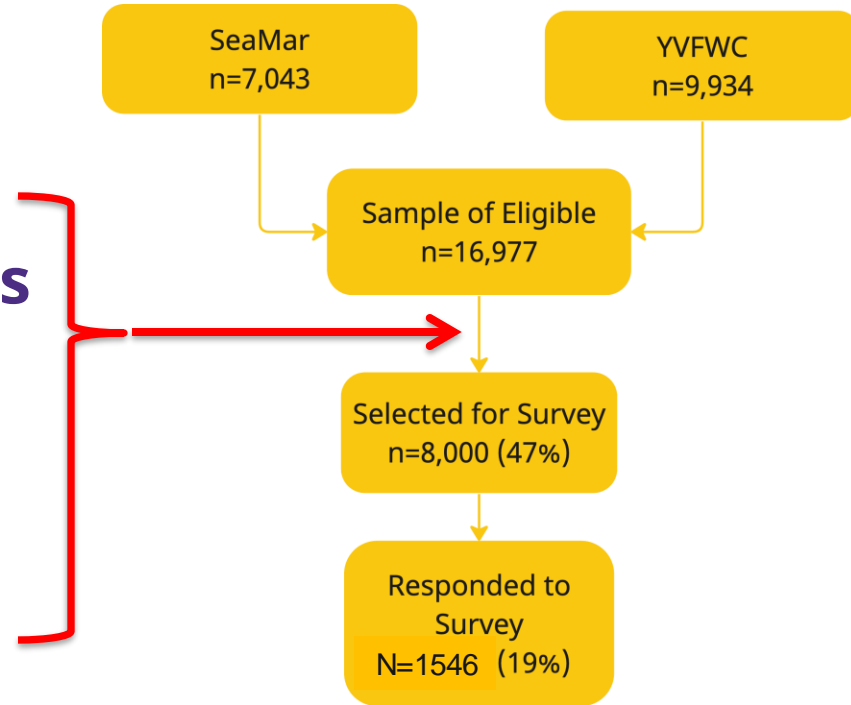 SeaMar
n=7,043
YVFWC
n=9,934
Sample of Eligible
n=16,977
s
Selected for Survey
n=8,000 (47%)
Responded to
Survey
N=1546 (19%)